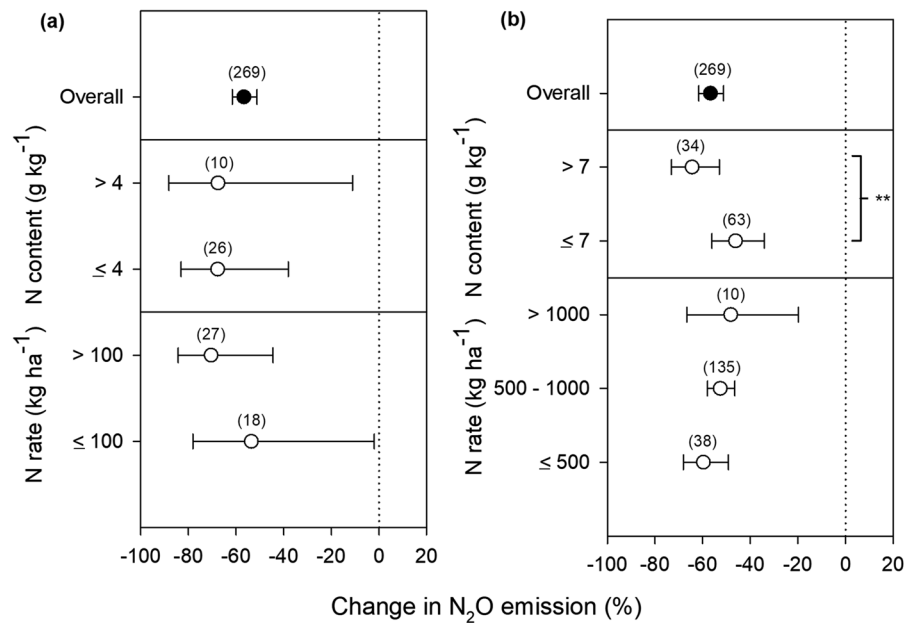 (a)
(269)
Overall
N content (g kg⁻¹)
(10)
> 4
(26)
≤ 4
N rate (kg ha⁻¹)
(27)
> 100
(18)
≤ 100
-100 -80 -60 -40 -20 0 20
(b)
(269)
Overall
N content (g kg⁻¹)
(34)
> 7
(63)
≤ 7
**
N rate (kg ha⁻¹)
(10)
> 1000
(135)
500 - 1000
(38)
≤ 500
-100 -80 -60 -40 -20 0 20
Change in N₂O emission (%)